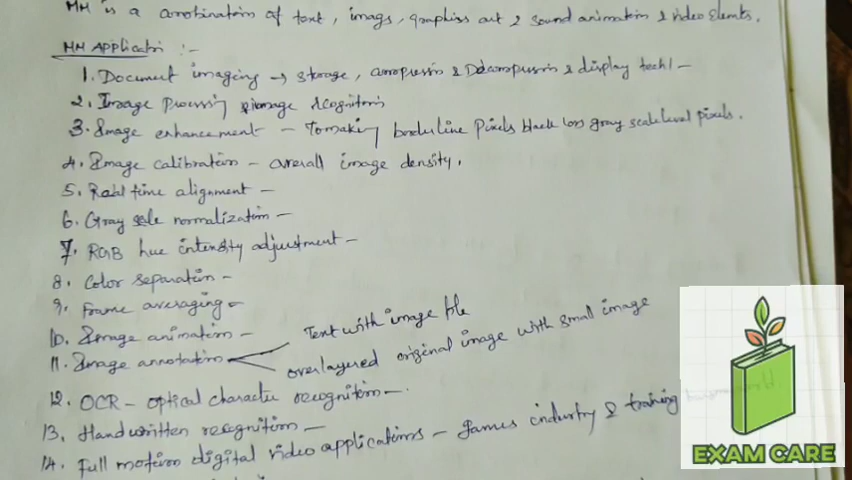 MM is a combination of text, images, graphics art & sound animation & video elements.
MM Application :-
1. Document imaging → storage, compression & Decompression & display tech! -
2. Image Processing & image recognition
3. Image enhancement - To making borderline pixels black less gray scale level pixels.
4. Image calibration - overall image density.
5. Real time alignment -
6. Gray scale normalization -
7. RGB hue intensity adjustment -
8. Color separation -
9. Frame averaging -
10. Image animation -
Text with image file
11. Image annotation
overlayered original image with small image
12. OCR - optical character recognition -
13. Handwritten recognition -
14. Full motion digital video applications - games industry & training
EXAM CARE